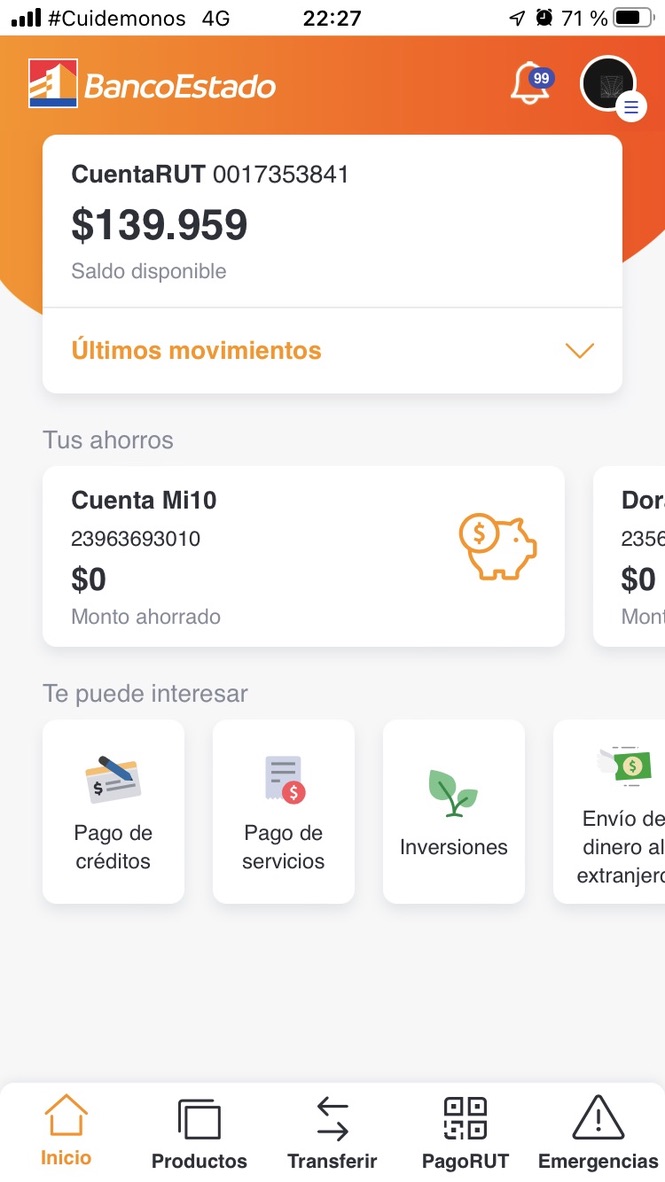 #Cuidemonos 4G 22:27 71 %
BancoEstado
99
CuentaRUT 0017353841
$139.959
Saldo disponible
Últimos movimientos
Tus ahorros
Cuenta Mi10
23963693010
$0
Monto ahorrado
Dor
2356
$0
Mont
Te puede interesar
Pago de
créditos
Pago de
servicios
Inversiones
Envío de
dinero al
extranjero
Inicio
Productos
Transferir
PagoRUT
Emergencias